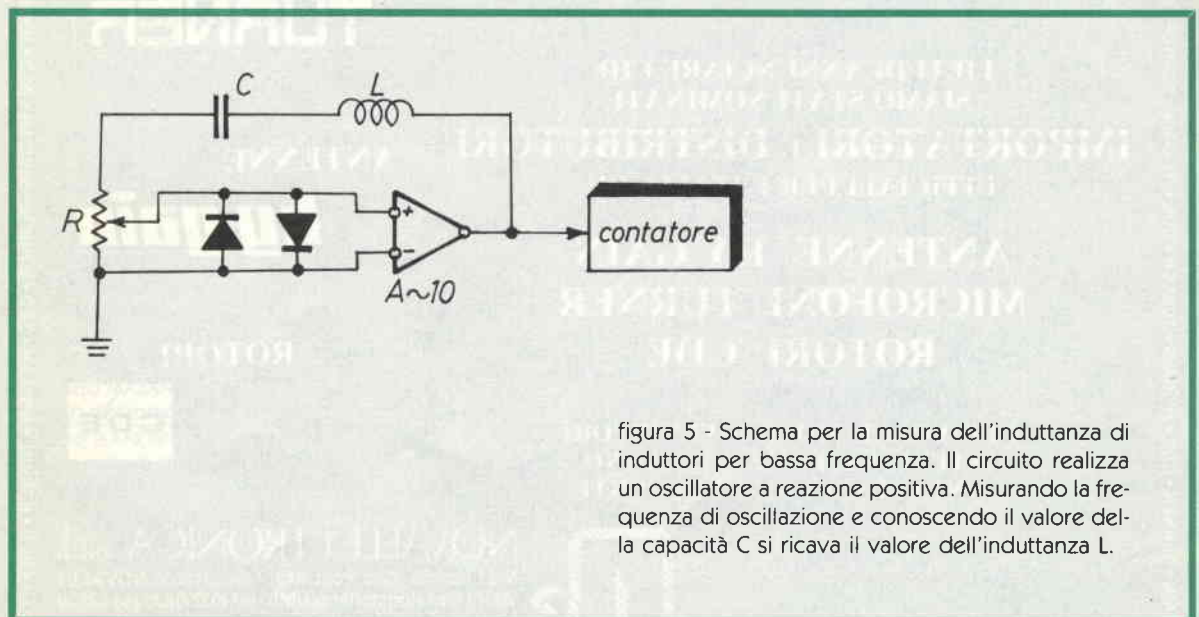 C
L
R
+
-
A~10
contatore
figura 5 - Schema per la misura dell'induttanza di
induttori per bassa frequenza. Il circuito realizza
un oscillatore a reazione positiva. Misurando la fre-
quenza di oscillazione e conoscendo il valore del-
la capacità C si ricava il valore dell'induttanza L.